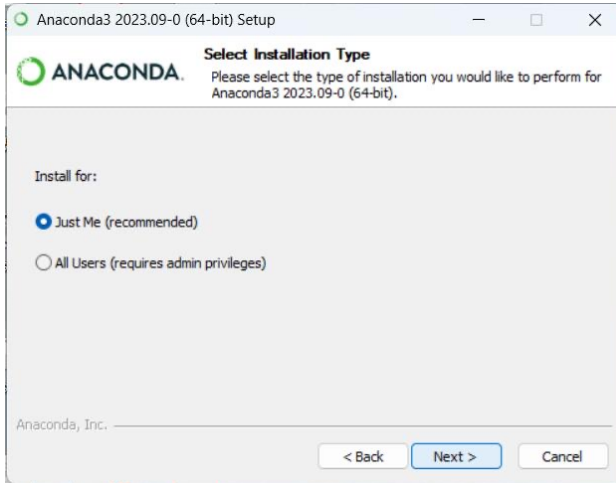 Anaconda3 2023.09-0 (64-bit) Setup
ANACONDA.
Select Installation Type
Please select the type of installation you would like to perform for
Anaconda3 2023.09-0 (64-bit).
Install for:
Just Me (recommended)
All Users (requires admin privileges)
Anaconda, Inc.
< Back Next > Cancel